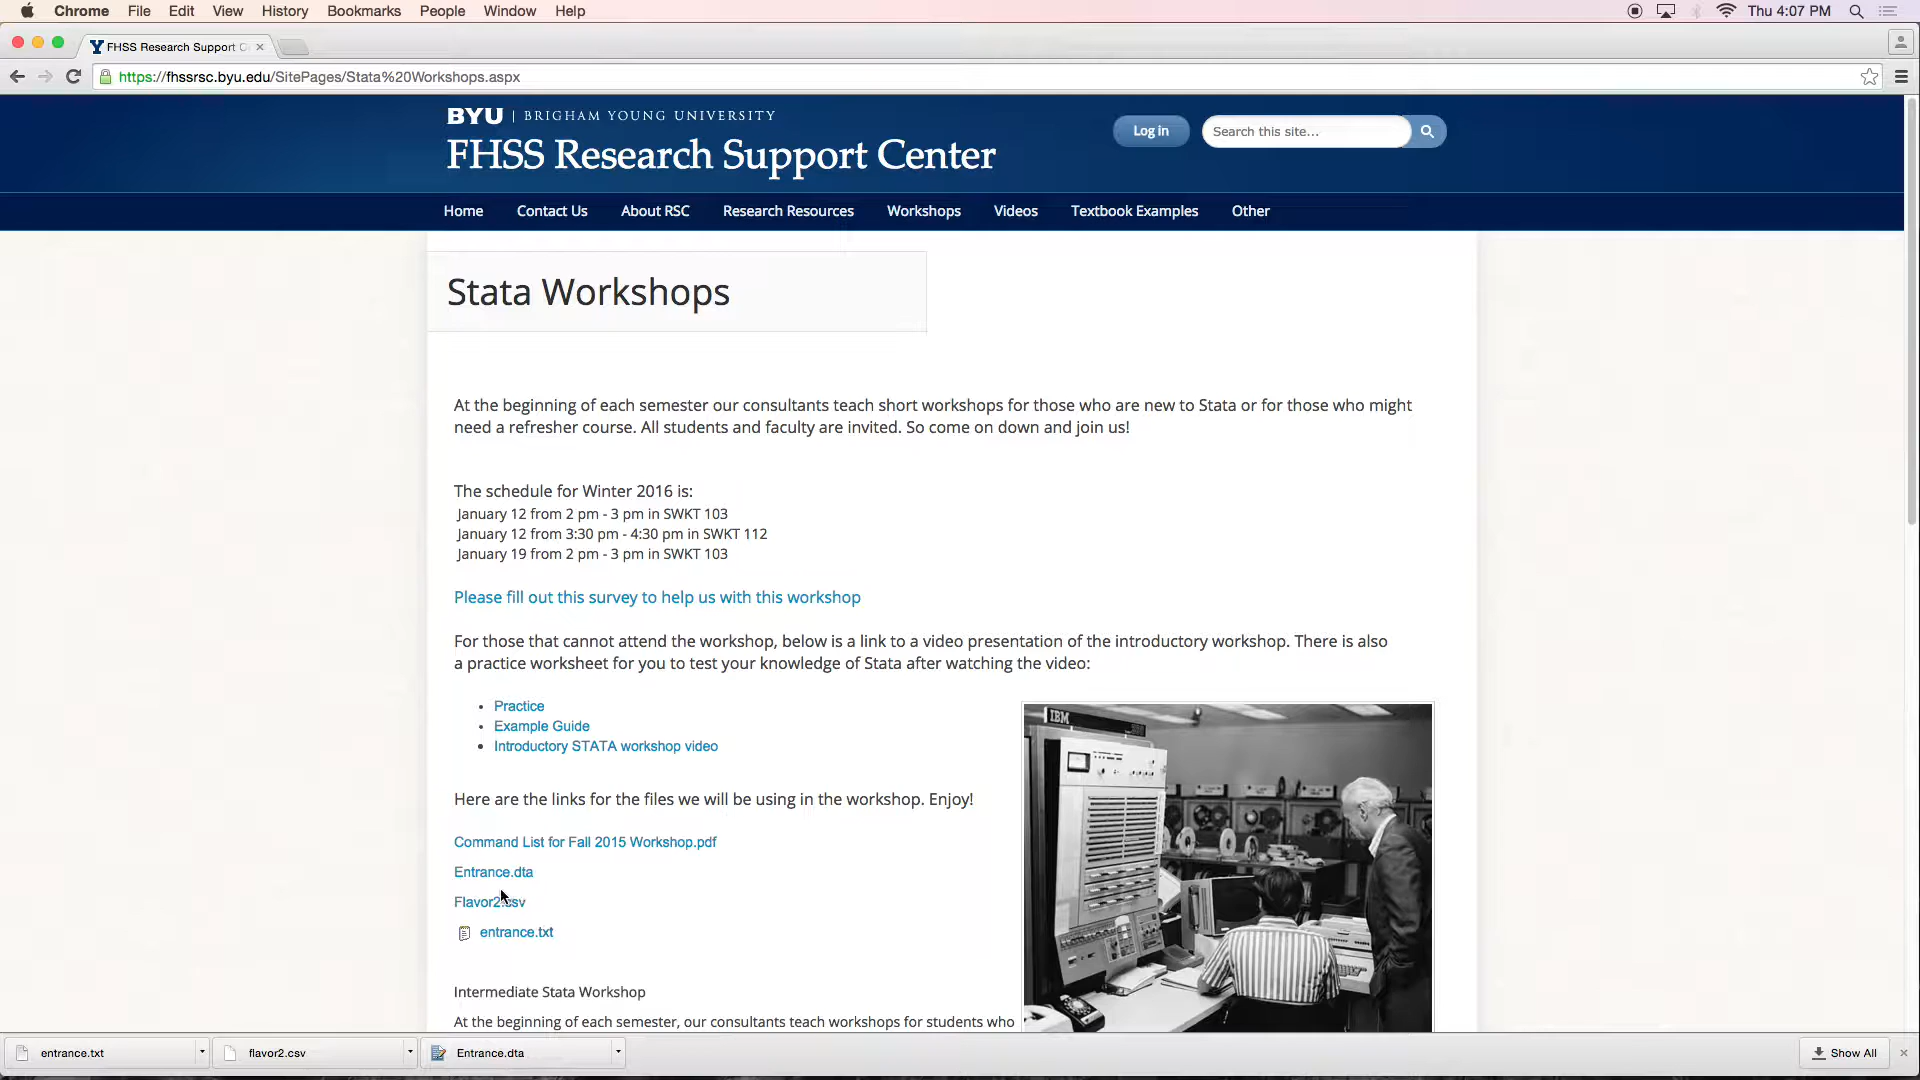 Chrome File Edit View History Bookmarks People Window Help Thu 4:07 PM
FHSS Research Support C
https://fhssrsc.byu.edu/SitePages/Stata%20Workshops.aspx
BYU | BRIGHAM YOUNG UNIVERSITY
FHSS Research Support Center
Log in Search this site...
Home Contact Us About RSC Research Resources Workshops Videos Textbook Examples Other
Stata Workshops
At the beginning of each semester our consultants teach short workshops for those who are new to Stata or for those who might
need a refresher course. All students and faculty are invited. So come on down and join us!
The schedule for Winter 2016 is:
January 12 from 2 pm - 3 pm in SWKT 103
January 12 from 3:30 pm - 4:30 pm in SWKT 112
January 19 from 2 pm - 3 pm in SWKT 103
Please fill out this survey to help us with this workshop
For those that cannot attend the workshop, below is a link to a video presentation of the introductory workshop. There is also
a practice worksheet for you to test your knowledge of Stata after watching the video:
Practice
Example Guide
Introductory STATA workshop video
Here are the links for the files we will be using in the workshop. Enjoy!
Command List for Fall 2015 Workshop.pdf
Entrance.dta
Flavor2.csv
entrance.txt
IBM
Intermediate Stata Workshop
At the beginning of each semester, our consultants teach workshops for students who
entrance.txt flavor2.csv Entrance.dta Show All